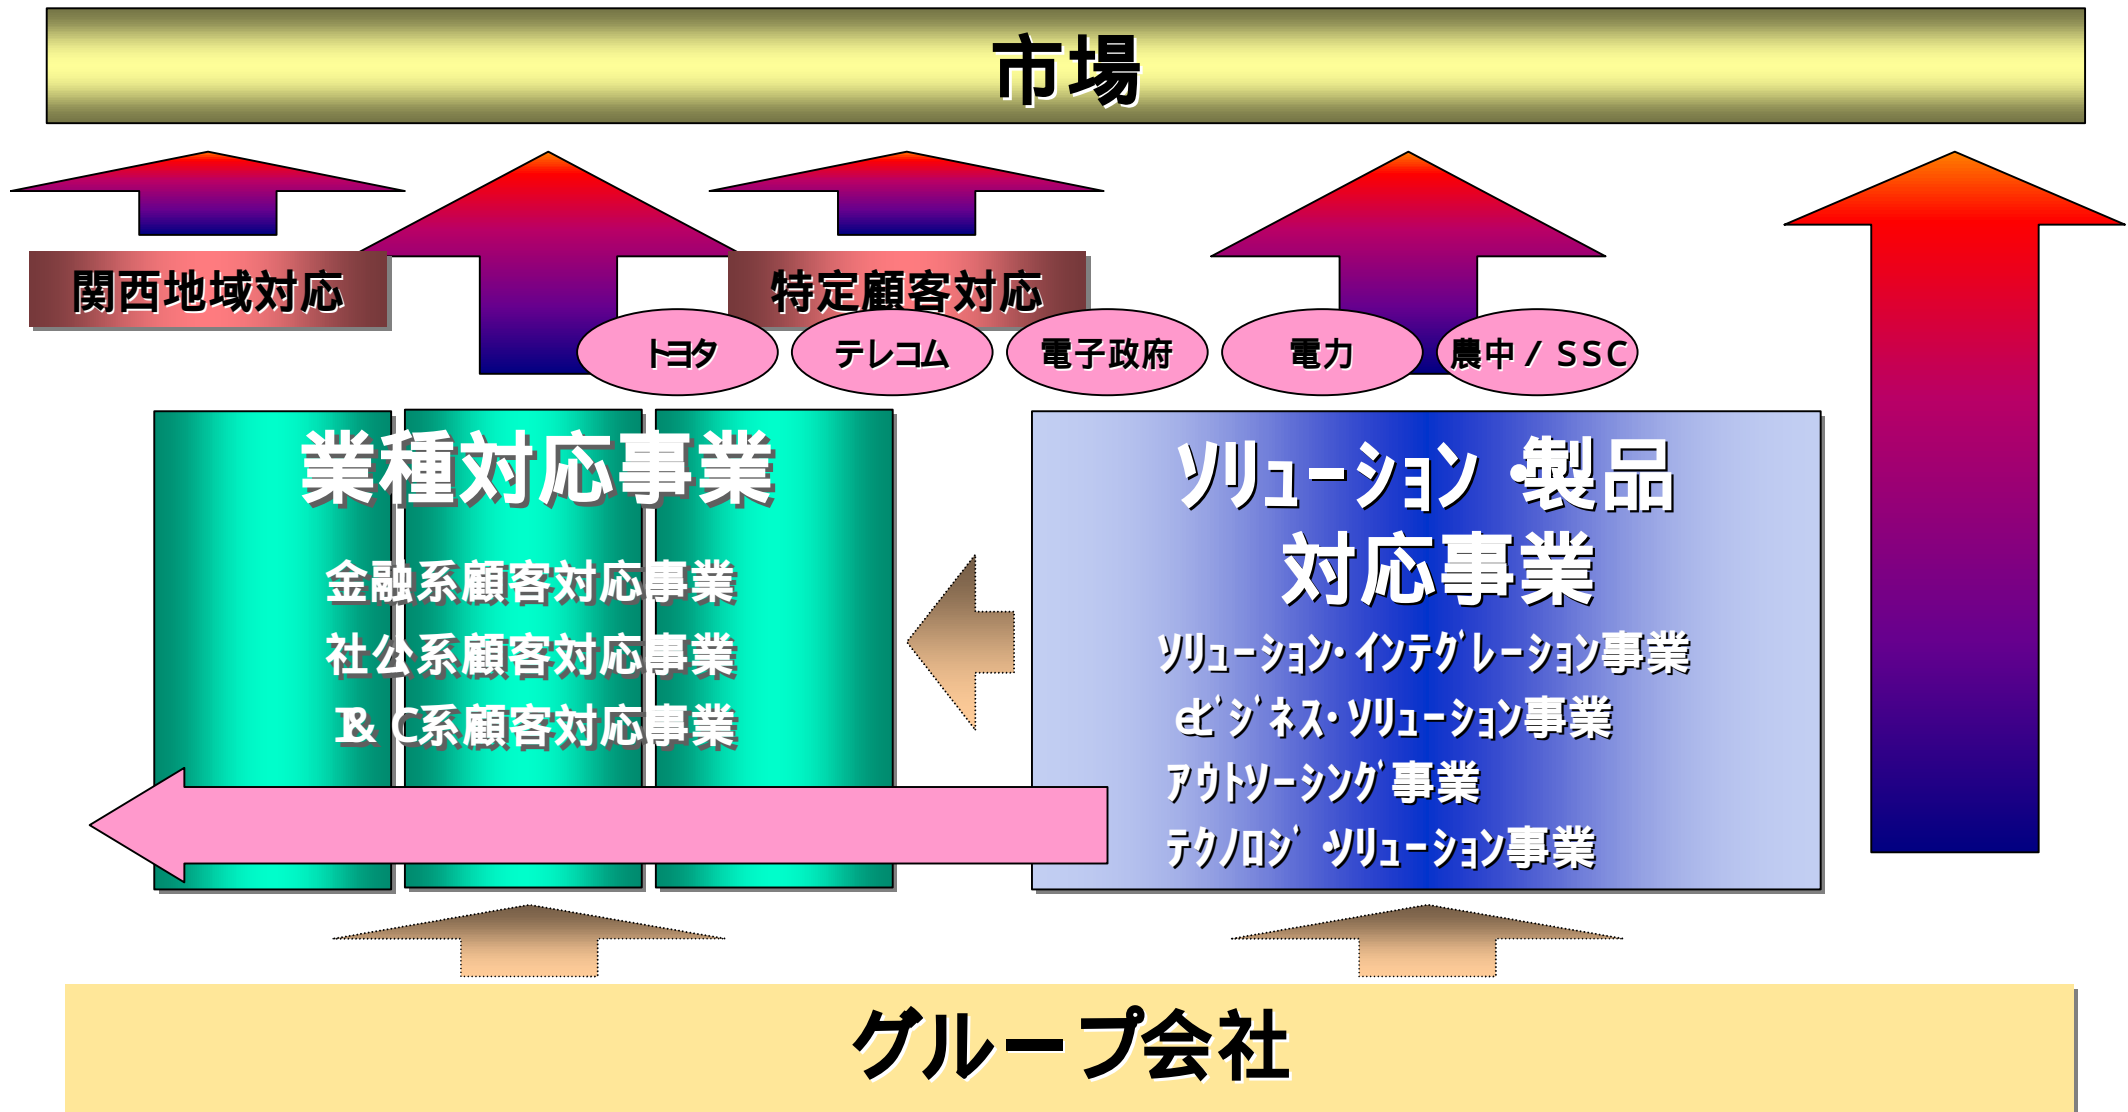 市場
関西地域対応
特定顧客対応
トヨタ
テレコム
電子政府
電力
農中/SSC
業種対応事業
金融系顧客対応事業
社公系顧客対応事業
I&C系顧客対応事業
ｿﾘｭｰｼｮﾝ・製品
対応事業
ｿﾘｭｰｼｮﾝ・ｲﾝﾃｸﾞﾚｰｼｮﾝ事業
eﾋﾞｼﾞﾈｽ・ｿﾘｭｰｼｮﾝ事業
ｱｳﾄｿｰｼﾝｸﾞ事業
ﾃｸﾉﾛｼﾞ・ｿﾘｭｰｼｮﾝ事業
グループ会社